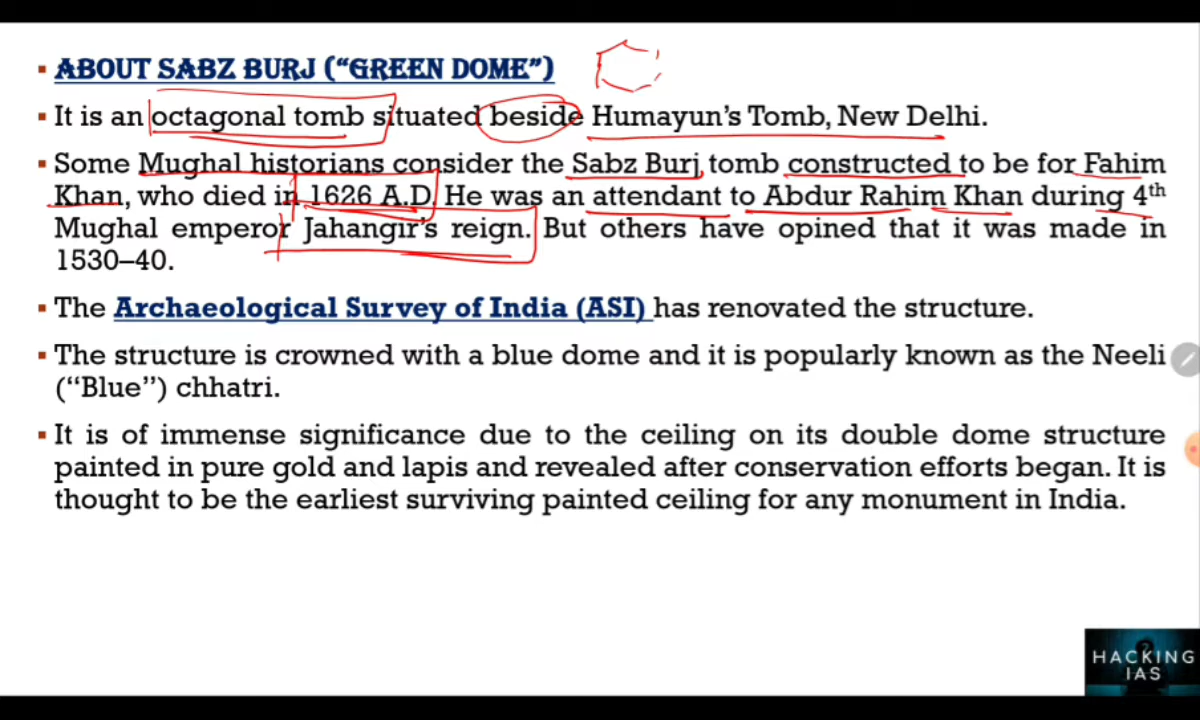 ▪ ABOUT SABZ BURJ (“GREEN DOME”)
▪ It is an octagonal tomb situated beside Humayun’s Tomb, New Delhi.
▪ Some Mughal historians consider the Sabz Burj tomb constructed to be for Fahim
Khan, who died in 1626 A.D. He was an attendant to Abdur Rahim Khan during 4th
Mughal emperor Jahangir’s reign. But others have opined that it was made in
1530–40.
▪ The Archaeological Survey of India (ASI) has renovated the structure.
▪ The structure is crowned with a blue dome and it is popularly known as the Neeli
(“Blue”) chhatri.
▪ It is of immense significance due to the ceiling on its double dome structure
painted in pure gold and lapis and revealed after conservation efforts began. It is
thought to be the earliest surviving painted ceiling for any monument in India.
HACKING
IAS